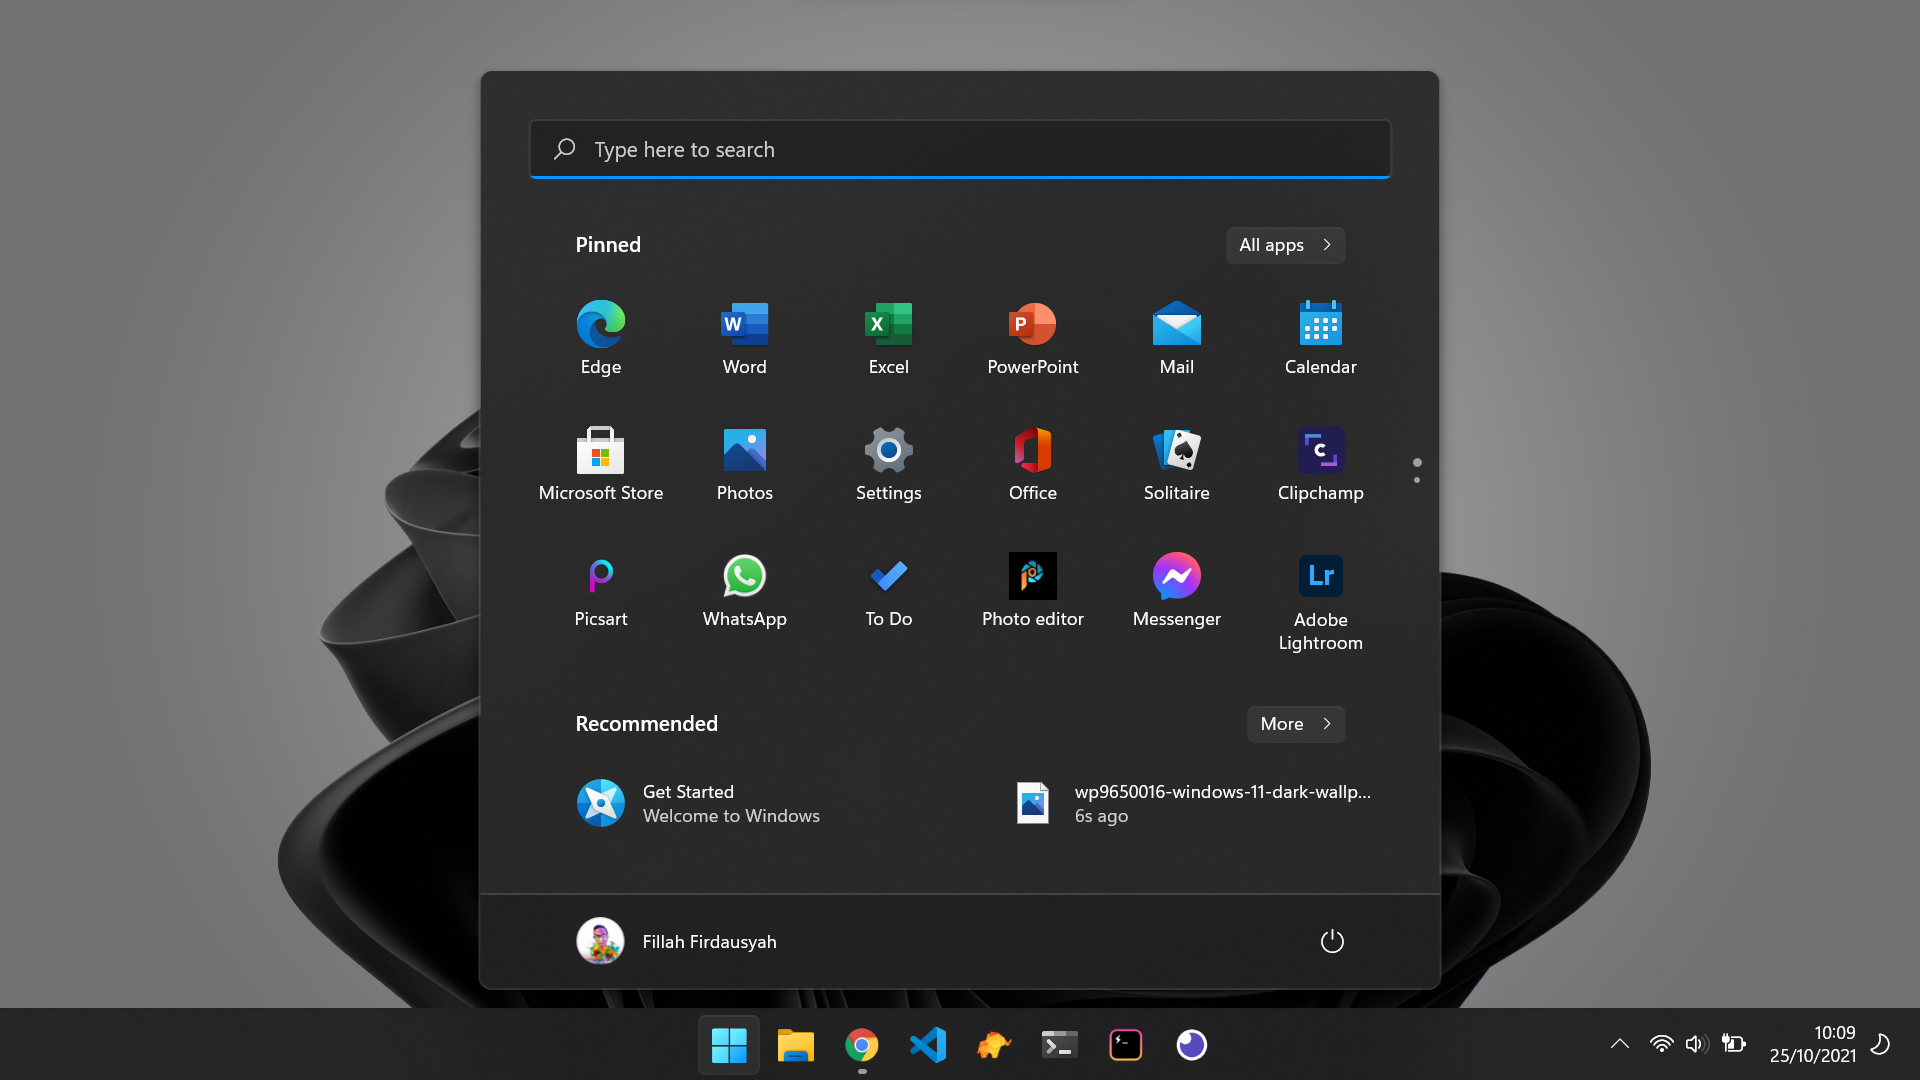 Type here to search
Pinned
All apps
Edge
Word
Excel
PowerPoint
Mail
Calendar
Microsoft Store
Photos
Settings
Office
Solitaire
Clipchamp
Picsart
WhatsApp
To Do
Photo editor
Messenger
Adobe
Lightroom
Recommended
More
Get Started
Welcome to Windows
wp9650016-windows-11-dark-wallp...
6s ago
Fillah Firdausyah
10:09
25/10/2021